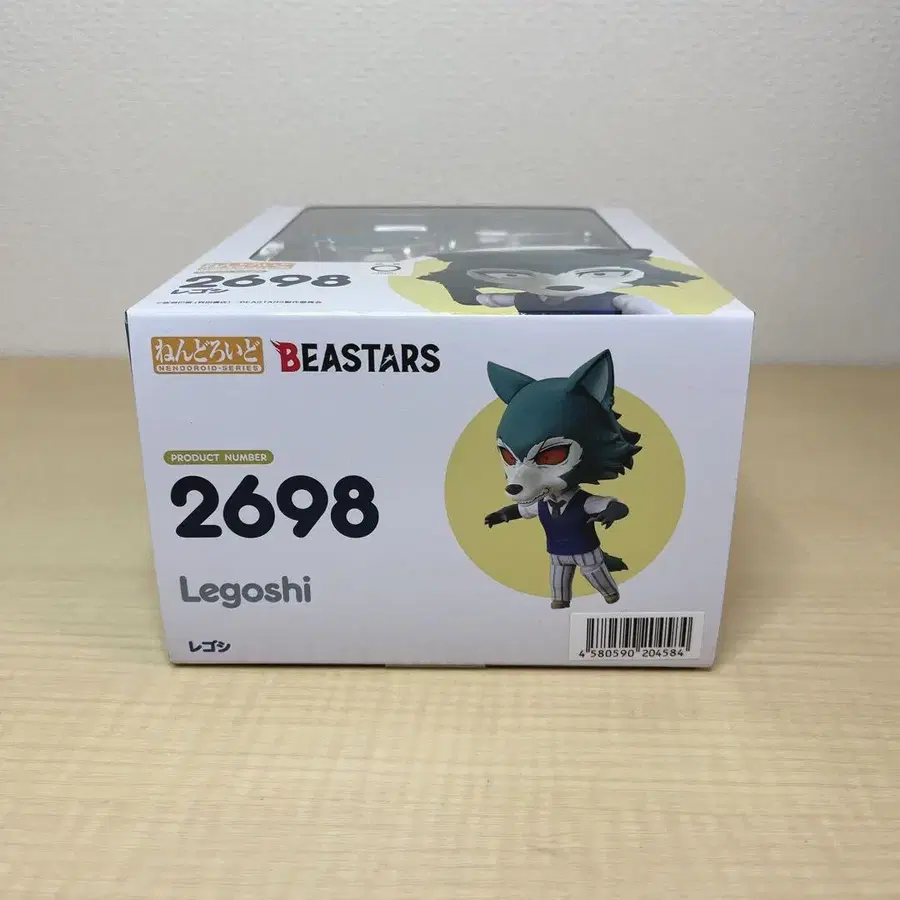 2698
レゴシ
ねんどろいど
NENDOROID-SERIES
BEASTARS
PRODUCT NUMBER
2698
Legoshi
レゴシ
4 580590 204584